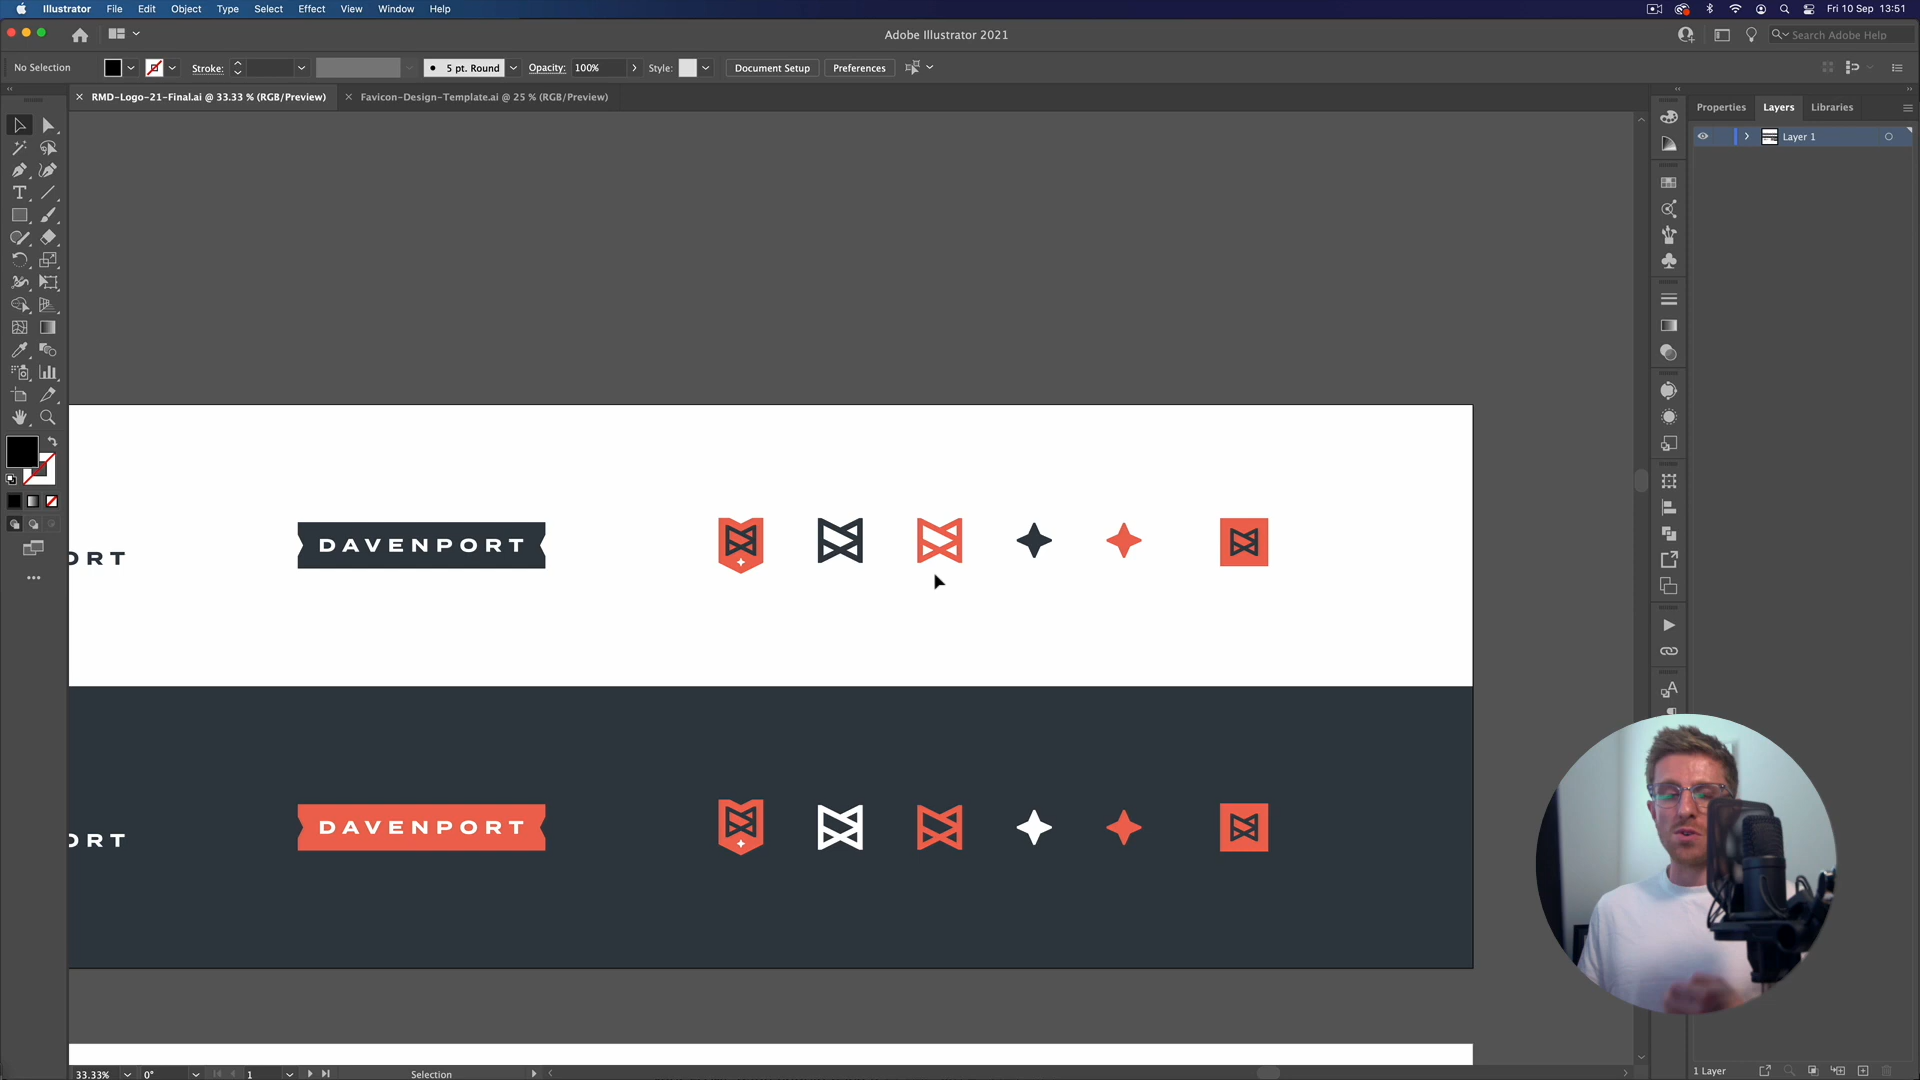 Illustrator File Edit Object Type Select Effect View Window Help Fri 10 Sep 13:51
Adobe Illustrator 2021 Search Adobe Help
No Selection Stroke: 5 pt. Round Opacity: 100% Style: Document Setup Preferences
RMD-Logo-21-Final.ai @ 33.33 % (RGB/Preview) Favicon-Design-Template.ai @ 25 % (RGB/Preview)
Properties Layers Libraries
Layer 1
DAVENPORT
ORT
DAVENPORT
ORT
33.33% 0° 1 Selection
1 Layer